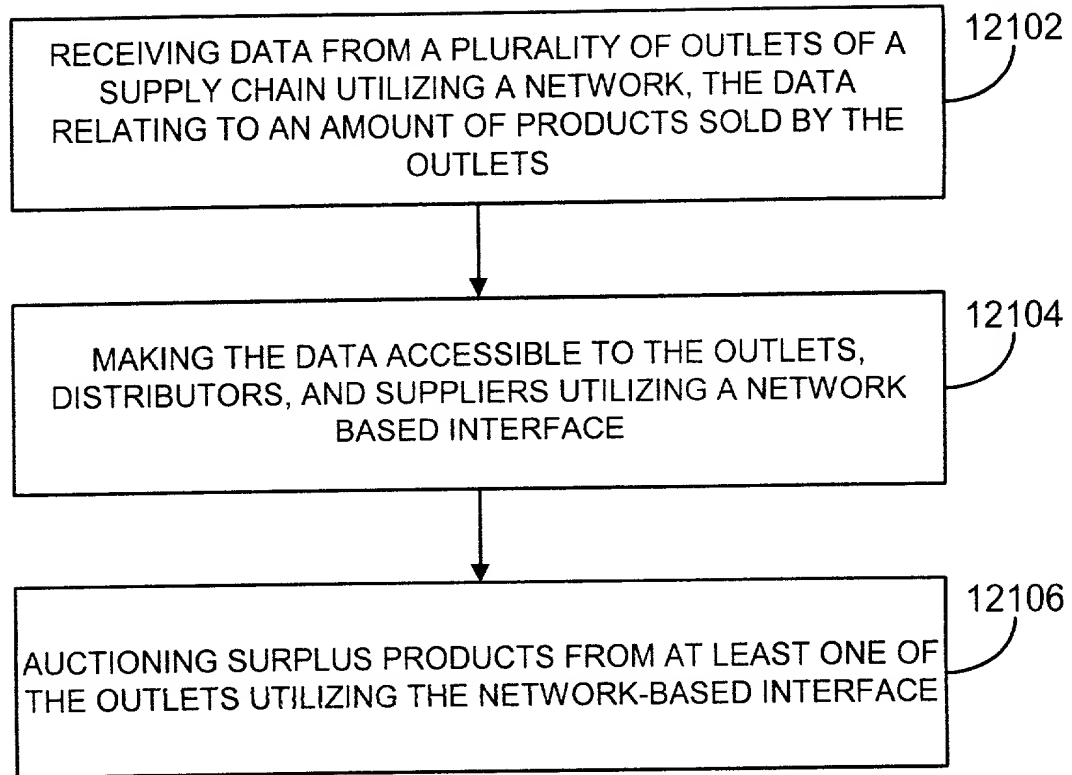 12102
RECEIVING DATA FROM A PLURALITY OF OUTLETS OF A
SUPPLY CHAIN UTILIZING A NETWORK, THE DATA
RELATING TO AN AMOUNT OF PRODUCTS SOLD BY THE
OUTLETS
12104
MAKING THE DATA ACCESSIBLE TO THE OUTLETS,
DISTRIBUTORS, AND SUPPLIERS UTILIZING A NETWORK
BASED INTERFACE
12106
AUCTIONING SURPLUS PRODUCTS FROM AT LEAST ONE OF
THE OUTLETS UTILIZING THE NETWORK-BASED INTERFACE